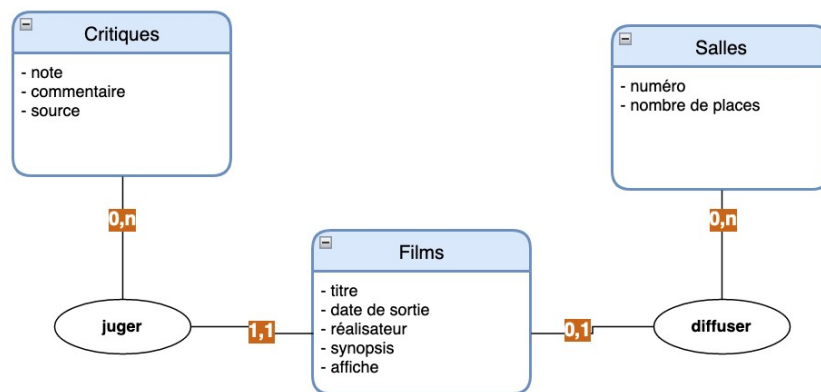 Critiques
- note
- commentaire
- source
Salles
- numéro
- nombre de places
0,n
0,n
Films
- titre
- date de sortie
- réalisateur
- synopsis
- affiche
juger
1,1
0,1
diffuser